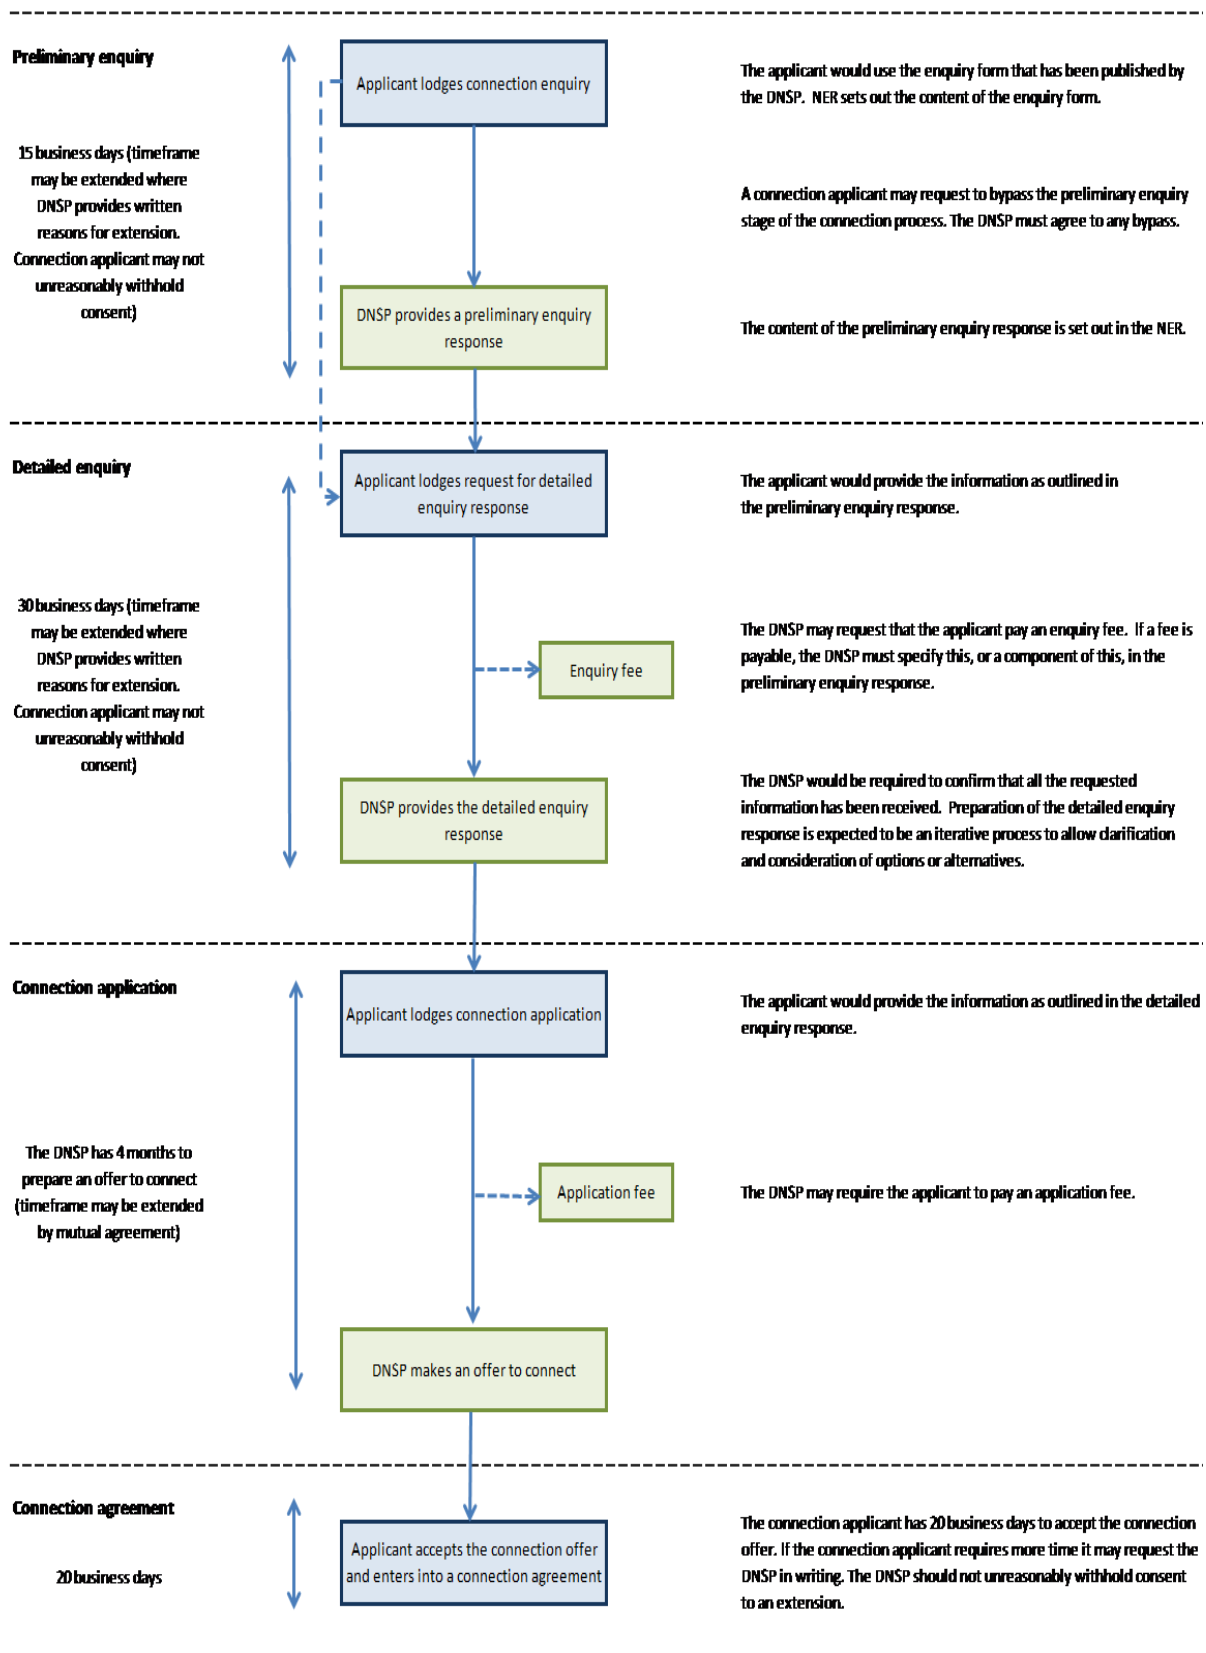 Preliminary enquiry
15 business days (timeframe
may be extended where
DNSP provides written
reasons for extension.
Connection applicant may not
unreasonably withhold
consent)
Applicant lodges connection enquiry
DNSP provides a preliminary enquiry
response
The applicant would use the enquiry form that has been published by
the DNSP.  NER sets out the content of the enquiry form.
A connection applicant may request to bypass the preliminary enquiry
stage of the connection process. The DNSP must agree to any bypass.
The content of the preliminary enquiry response is set out in the NER.
Detailed enquiry
30 business days (timeframe
may be extended where
DNSP provides written
reasons for extension.
Connection applicant may not
unreasonably withhold
consent)
Applicant lodges request for detailed
enquiry response
Enquiry fee
DNSP provides the detailed enquiry
response
The applicant would provide the information as outlined in
the preliminary enquiry response.
The DNSP may request that the applicant pay an enquiry fee.  If a fee is
payable, the DNSP must specify this, or a component of this, in the
preliminary enquiry response.
The DNSP would be required to confirm that all the requested
information has been received.  Preparation of the detailed enquiry
response is expected to be an iterative process to allow clarification
and consideration of options or alternatives.
Connection application
The DNSP has 4 months to
prepare an offer to connect
(timeframe may be extended
by mutual agreement)
Applicant lodges connection application
Application fee
DNSP makes an offer to connect
The applicant would provide the information as outlined in the detailed
enquiry response.
The DNSP may require the applicant to pay an application fee.
Connection agreement
20 business days
Applicant accepts the connection offer
and enters into a connection agreement
The connection applicant has 20 business days to accept the connection
offer. If the connection applicant requires more time it may request the
DNSP in writing. The DNSP should not unreasonably withhold consent
to an extension.